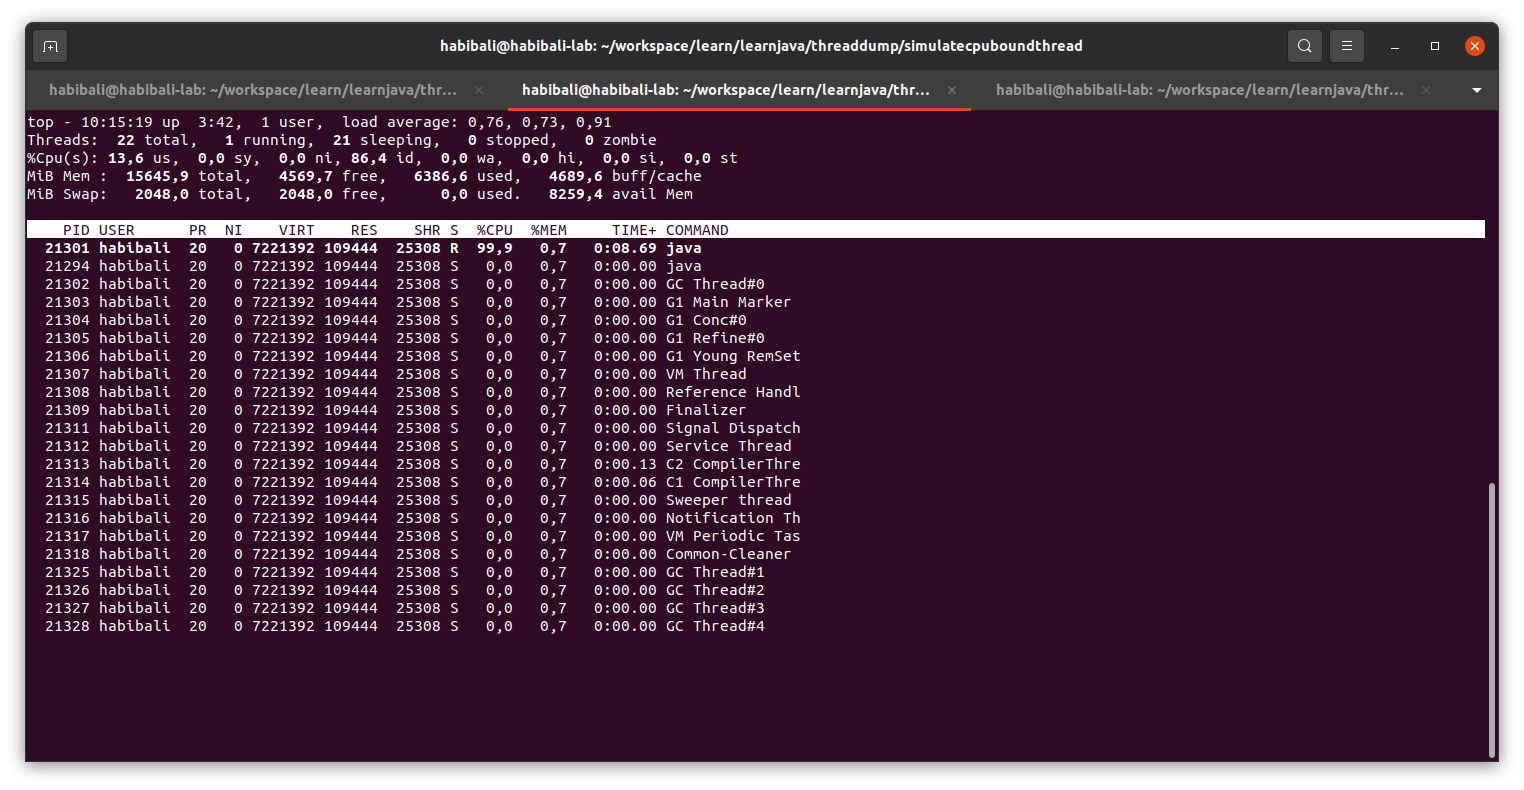 habibali@habibali-lab: ~/workspace/learn/learnjava/threaddump/simulatecpuboundthread
habibali@habibali-lab: ~/workspace/learn/learnjava/thr... habibali@habibali-lab: ~/workspace/learn/learnjava/thr... habibali@habibali-lab: ~/workspace/learn/learnjava/thr...
top - 10:15:19 up  3:42,  1 user,  load average: 0,76, 0,73, 0,91
Threads:  22 total,   1 running,  21 sleeping,   0 stopped,   0 zombie
%Cpu(s): 13,6 us,  0,0 sy,  0,0 ni, 86,4 id,  0,0 wa,  0,0 hi,  0,0 si,  0,0 st
MiB Mem :  15645,9 total,   4569,7 free,   6386,6 used,   4689,6 buff/cache
MiB Swap:   2048,0 total,   2048,0 free,      0,0 used.   8259,4 avail Mem
PID USER      PR  NI    VIRT    RES    SHR S  %CPU  %MEM     TIME+ COMMAND
21301 habibali  20   0 7221392 109444  25308 R  99,9   0,7   0:08.69 java
21294 habibali  20   0 7221392 109444  25308 S   0,0   0,7   0:00.00 java
21302 habibali  20   0 7221392 109444  25308 S   0,0   0,7   0:00.00 GC Thread#0
21303 habibali  20   0 7221392 109444  25308 S   0,0   0,7   0:00.00 G1 Main Marker
21304 habibali  20   0 7221392 109444  25308 S   0,0   0,7   0:00.00 G1 Conc#0
21305 habibali  20   0 7221392 109444  25308 S   0,0   0,7   0:00.00 G1 Refine#0
21306 habibali  20   0 7221392 109444  25308 S   0,0   0,7   0:00.00 G1 Young RemSet
21307 habibali  20   0 7221392 109444  25308 S   0,0   0,7   0:00.00 VM Thread
21308 habibali  20   0 7221392 109444  25308 S   0,0   0,7   0:00.00 Reference Handl
21309 habibali  20   0 7221392 109444  25308 S   0,0   0,7   0:00.00 Finalizer
21311 habibali  20   0 7221392 109444  25308 S   0,0   0,7   0:00.00 Signal Dispatch
21312 habibali  20   0 7221392 109444  25308 S   0,0   0,7   0:00.00 Service Thread
21313 habibali  20   0 7221392 109444  25308 S   0,0   0,7   0:00.13 C2 CompilerThre
21314 habibali  20   0 7221392 109444  25308 S   0,0   0,7   0:00.06 C1 CompilerThre
21315 habibali  20   0 7221392 109444  25308 S   0,0   0,7   0:00.00 Sweeper thread
21316 habibali  20   0 7221392 109444  25308 S   0,0   0,7   0:00.00 Notification Th
21317 habibali  20   0 7221392 109444  25308 S   0,0   0,7   0:00.00 VM Periodic Tas
21318 habibali  20   0 7221392 109444  25308 S   0,0   0,7   0:00.00 Common-Cleaner
21325 habibali  20   0 7221392 109444  25308 S   0,0   0,7   0:00.00 GC Thread#1
21326 habibali  20   0 7221392 109444  25308 S   0,0   0,7   0:00.00 GC Thread#2
21327 habibali  20   0 7221392 109444  25308 S   0,0   0,7   0:00.00 GC Thread#3
21328 habibali  20   0 7221392 109444  25308 S   0,0   0,7   0:00.00 GC Thread#4